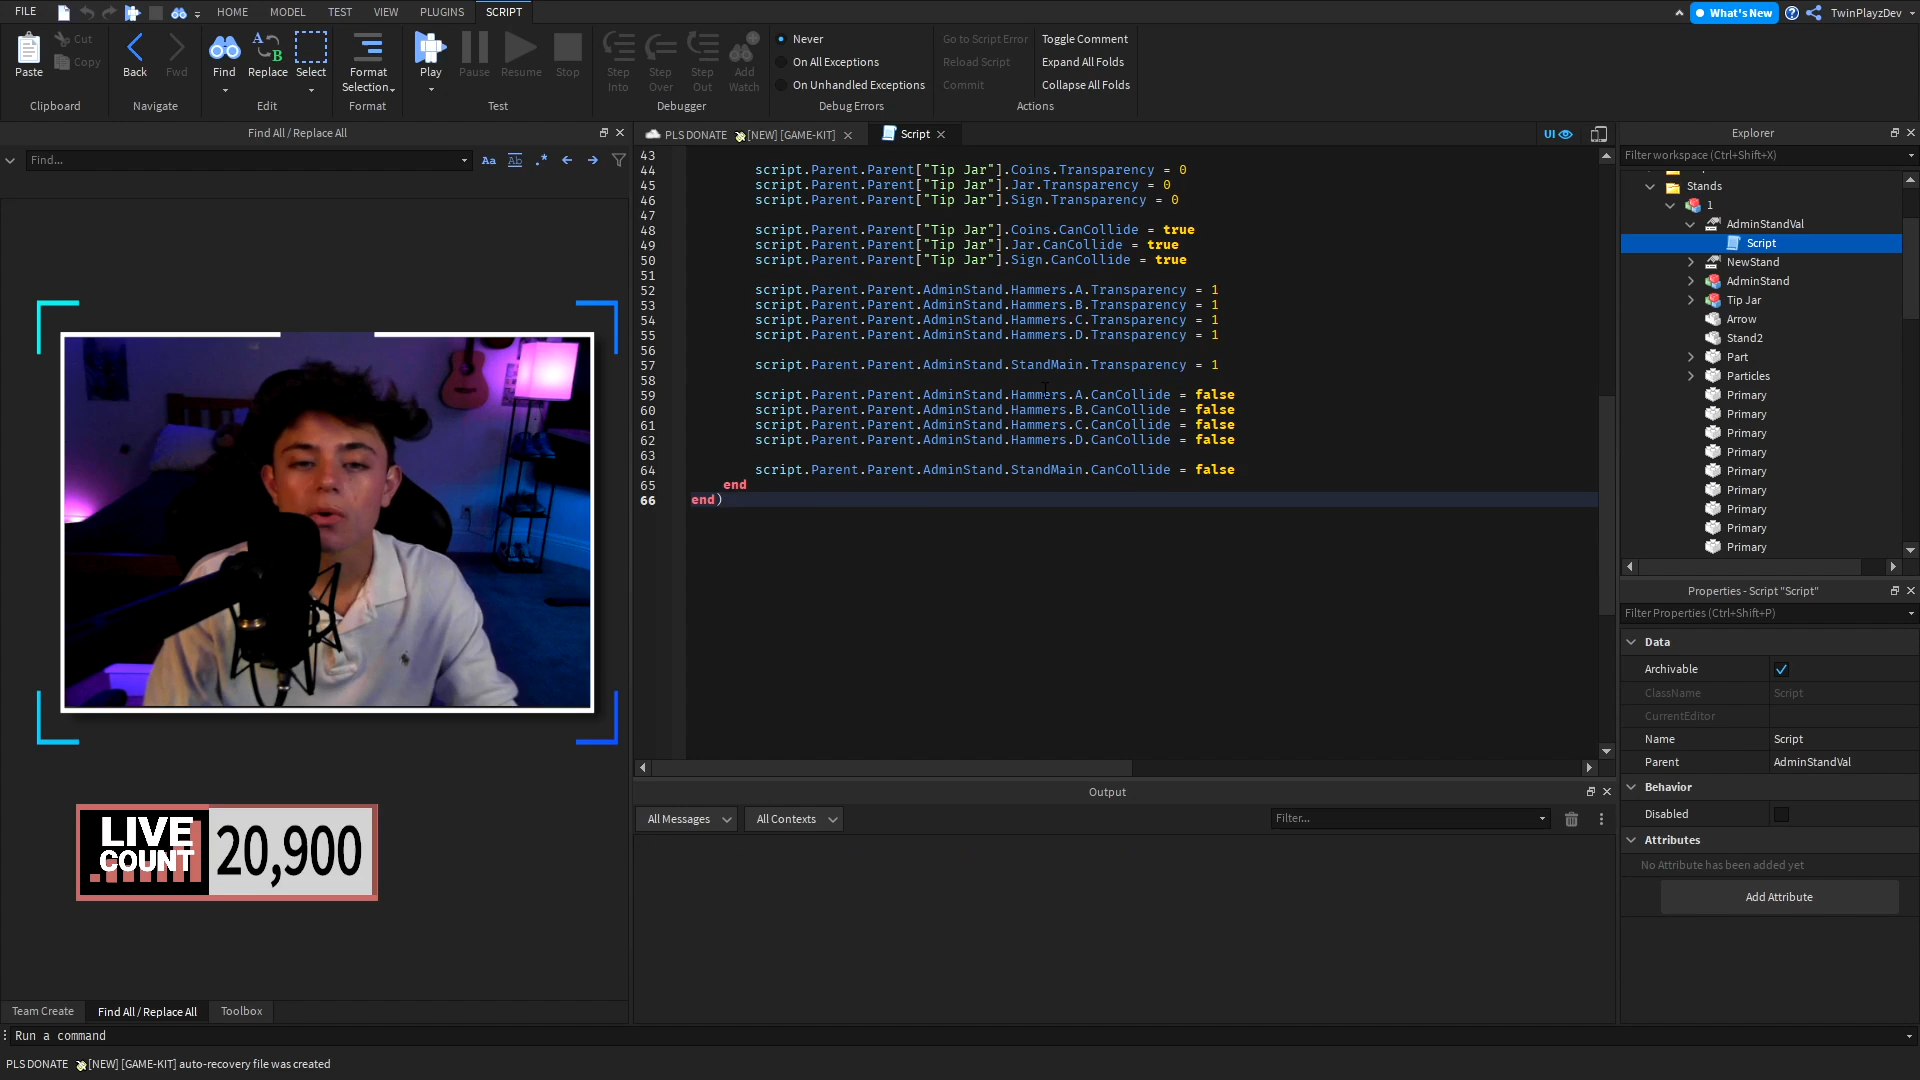 FILE
HOME
MODEL
TEST
VIEW
PLUGINS
SCRIPT
What's New
TwinPlayzDev
Paste
Cut
Copy
Clipboard
Back
Fwd
Navigate
Find
Replace
Select
Edit
Format
Selection
Format
Play
Pause
Resume
Stop
Test
Step
Into
Step
Over
Step
Out
Add
Watch
Debugger
Never
On All Exceptions
On Unhandled Exceptions
Debug Errors
Go to Script Error
Reload Script
Commit
Toggle Comment
Expand All Folds
Collapse All Folds
Actions
Find All / Replace All
Find...
Aa
Ab
.*
PLS DONATE [NEW] [GAME-KIT]
Script
UI
43
44 script.Parent.Parent["Tip Jar"].Coins.Transparency = 0
45 script.Parent.Parent["Tip Jar"].Jar.Transparency = 0
46 script.Parent.Parent["Tip Jar"].Sign.Transparency = 0
47
48 script.Parent.Parent["Tip Jar"].Coins.CanCollide = true
49 script.Parent.Parent["Tip Jar"].Jar.CanCollide = true
50 script.Parent.Parent["Tip Jar"].Sign.CanCollide = true
51
52 script.Parent.Parent.AdminStand.Hammers.A.Transparency = 1
53 script.Parent.Parent.AdminStand.Hammers.B.Transparency = 1
54 script.Parent.Parent.AdminStand.Hammers.C.Transparency = 1
55 script.Parent.Parent.AdminStand.Hammers.D.Transparency = 1
56
57 script.Parent.Parent.AdminStand.StandMain.Transparency = 1
58
59 script.Parent.Parent.AdminStand.Hammers.A.CanCollide = false
60 script.Parent.Parent.AdminStand.Hammers.B.CanCollide = false
61 script.Parent.Parent.AdminStand.Hammers.C.CanCollide = false
62 script.Parent.Parent.AdminStand.Hammers.D.CanCollide = false
63
64 script.Parent.Parent.AdminStand.StandMain.CanCollide = false
65 end
66 end)
LIVE
COUNT
20,900
Output
All Messages
All Contexts
Filter...
Explorer
Filter workspace (Ctrl+Shift+X)
Stands
1
AdminStandVal
Script
NewStand
AdminStand
Tip Jar
Arrow
Stand2
Part
Particles
Primary
Primary
Primary
Primary
Primary
Primary
Primary
Primary
Primary
Properties - Script "Script"
Filter Properties (Ctrl+Shift+P)
Data
Archivable
ClassName Script
CurrentEditor
Name Script
Parent AdminStandVal
Behavior
Disabled
Attributes
No Attribute has been added yet
Add Attribute
Team Create
Find All / Replace All
Toolbox
Run a command
PLS DONATE [NEW] [GAME-KIT] auto-recovery file was created